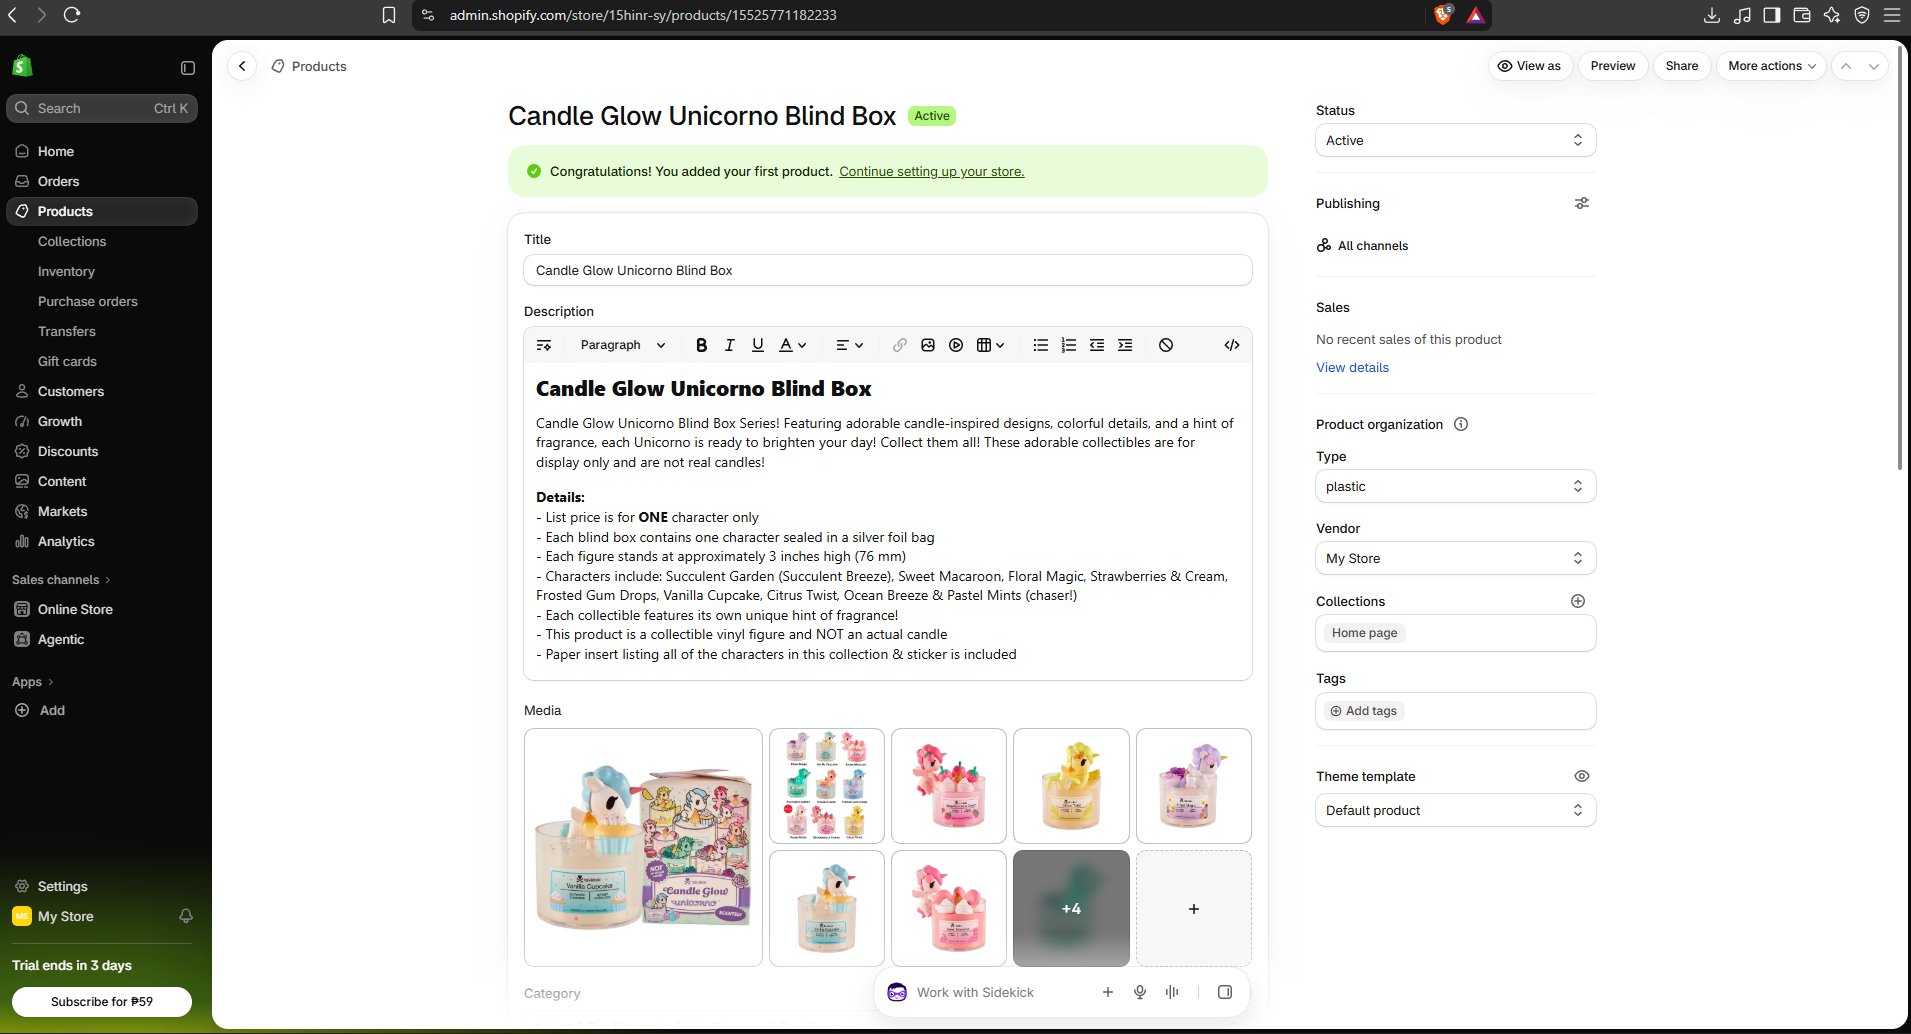 admin.shopify.com/store/15hinr-sy/products/15525771182233
5
Search Ctrl K
Home
Orders
Products
Collections
Inventory
Purchase orders
Transfers
Gift cards
Customers
Growth
Discounts
Content
Markets
Analytics
Sales channels
Online Store
Agentic
Apps
Add
Settings
MS My Store
Trial ends in 3 days
Subscribe for ₱59
Products
View as
Preview
Share
More actions
Candle Glow Unicorno Blind Box Active
Congratulations! You added your first product. Continue setting up your store.
Title
Candle Glow Unicorno Blind Box
Description
Paragraph B I U A
Candle Glow Unicorno Blind Box
Candle Glow Unicorno Blind Box Series! Featuring adorable candle-inspired designs, colorful details, and a hint of
fragrance, each Unicorno is ready to brighten your day! Collect them all! These adorable collectibles are for
display only and are not real candles!
Details:
- List price is for ONE character only
- Each blind box contains one character sealed in a silver foil bag
- Each figure stands at approximately 3 inches high (76 mm)
- Characters include: Succulent Garden (Succulent Breeze), Sweet Macaroon, Floral Magic, Strawberries & Cream,
Frosted Gum Drops, Vanilla Cupcake, Citrus Twist, Ocean Breeze & Pastel Mints (chaser!)
- Each collectible features its own unique hint of fragrance!
- This product is a collectible vinyl figure and NOT an actual candle
- Paper insert listing all of the characters in this collection & sticker is included
Media
Vanilla Cupcake
Candle Glow
unicorno
SCENTED!
+4
Category
Work with Sidekick
Status
Active
Publishing
All channels
Sales
No recent sales of this product
View details
Product organization
Type
plastic
Vendor
My Store
Collections
Home page
Tags
Add tags
Theme template
Default product